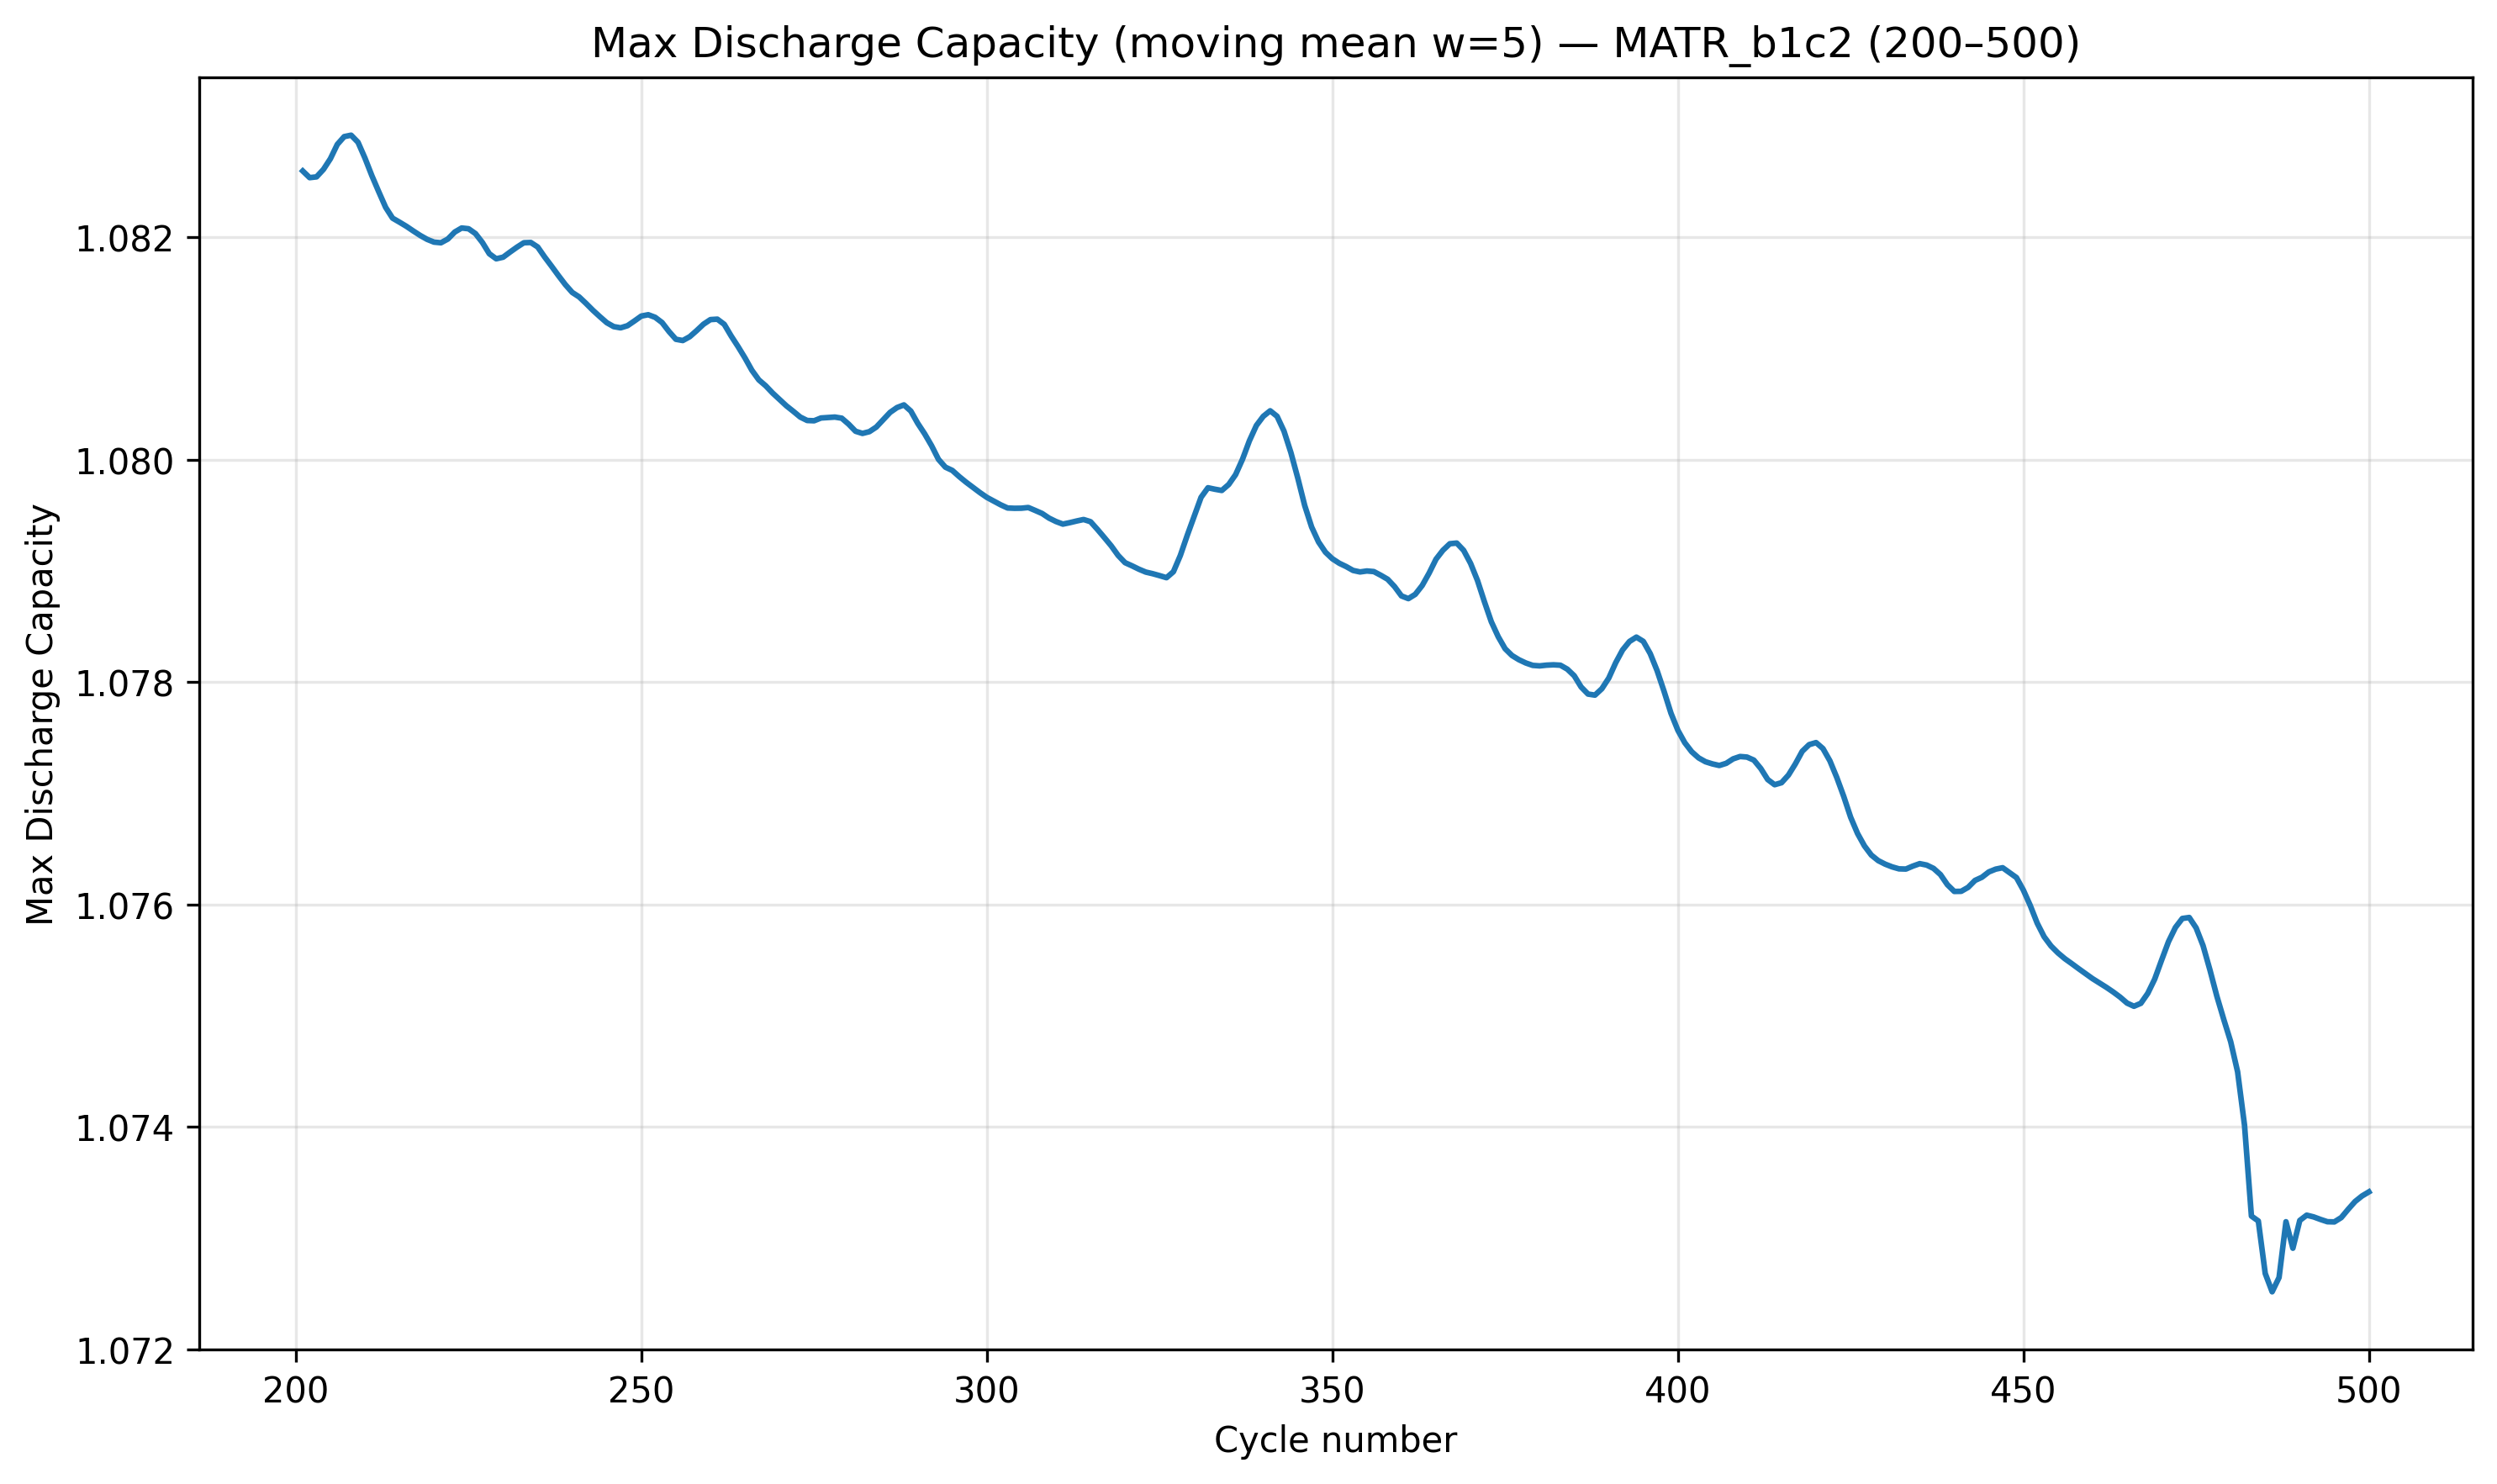 Max Discharge Capacity (moving mean w=5) — MATR_b1c2 (200–500)
Max Discharge Capacity
1.082
1.080
1.078
1.076
1.074
1.072
200 250 300 350 400 450 500
Cycle number